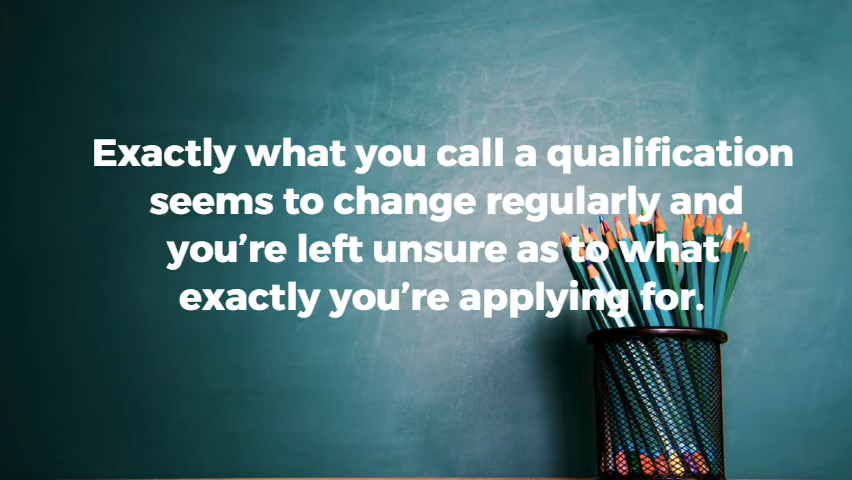 Exactly what you call a qualification
seems to change regularly and
you’re left unsure as to what
exactly you’re applying for.